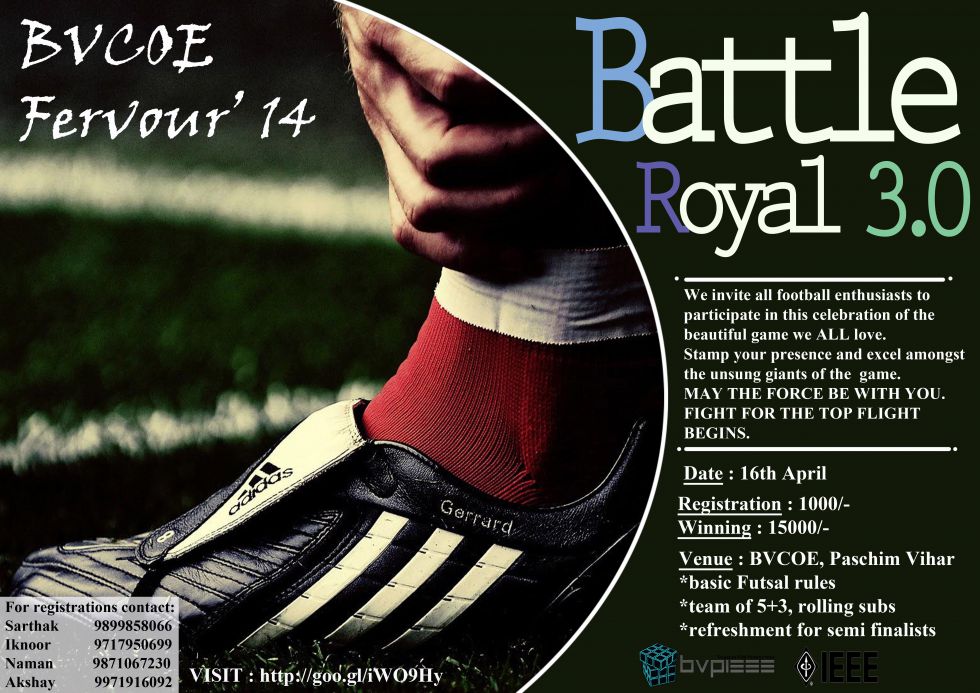 BVCOE
Fervour' 14
Battle
Royal 3.0
We invite all football enthusiasts to
participate in this celebration of the
beautiful game we ALL love.
Stamp your presence and excel amongst
the unsung giants of the game.
MAY THE FORCE BE WITH YOU.
FIGHT FOR THE TOP FLIGHT
BEGINS.
Date : 16th April
Registration : 1000/-
Winning : 15000/-
Venue : BVCOE, Paschim Vihar
*basic Futsal rules
*team of 5+3, rolling subs
*refreshment for semi finalists
adidas
Gerrard
8
For registrations contact:
Sarthak 9899858066
Iknoor 9717950699
Naman 9871067230
Akshay 9971916092
VISIT : http://goo.gl/iWO9Hy
bvpieee
IEEE